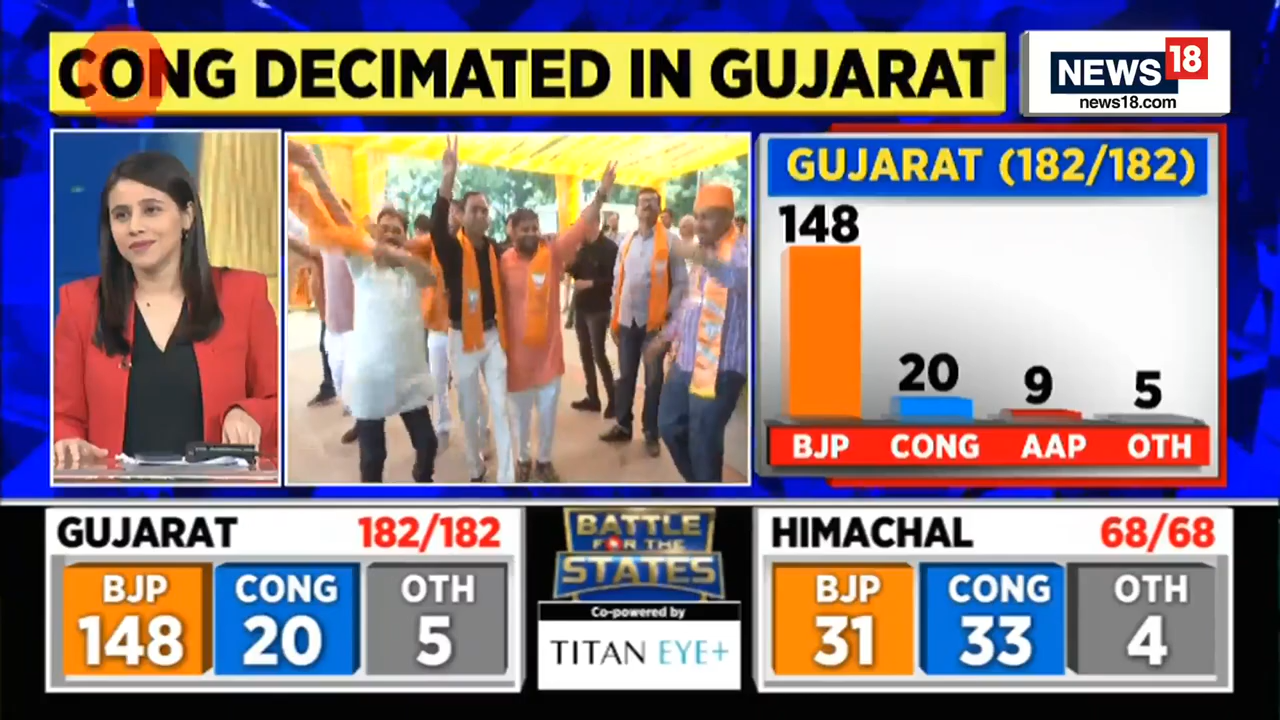 CONG DECIMATED IN GUJARAT
NEWS18
news18.com
GUJARAT (182/182)
148
20
9
5
BJP CONG AAP OTH
GUJARAT 182/182
BJP CONG OTH
148 20 5
BATTLE
FOR THE
STATES
Co-powered by
TITAN EYE+
HIMACHAL 68/68
BJP CONG OTH
31 33 4